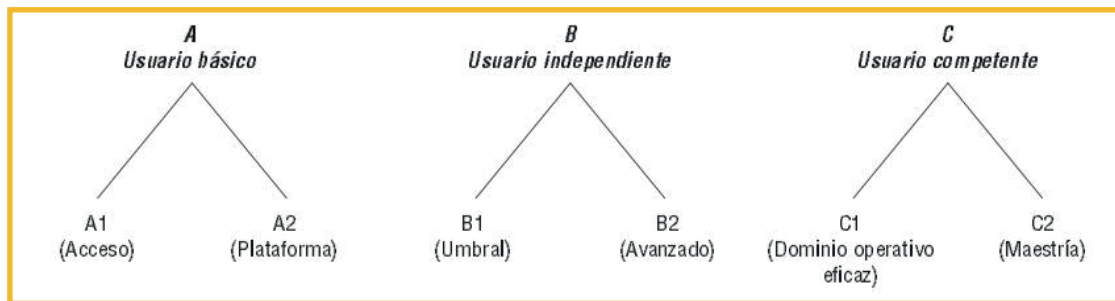 A
Usuario básico
B
Usuario independiente
C
Usuario competente
A1
(Acceso)
A2
(Plataforma)
B1
(Umbral)
B2
(Avanzado)
C1
(Dominio operativo
eficaz)
C2
(Maestría)